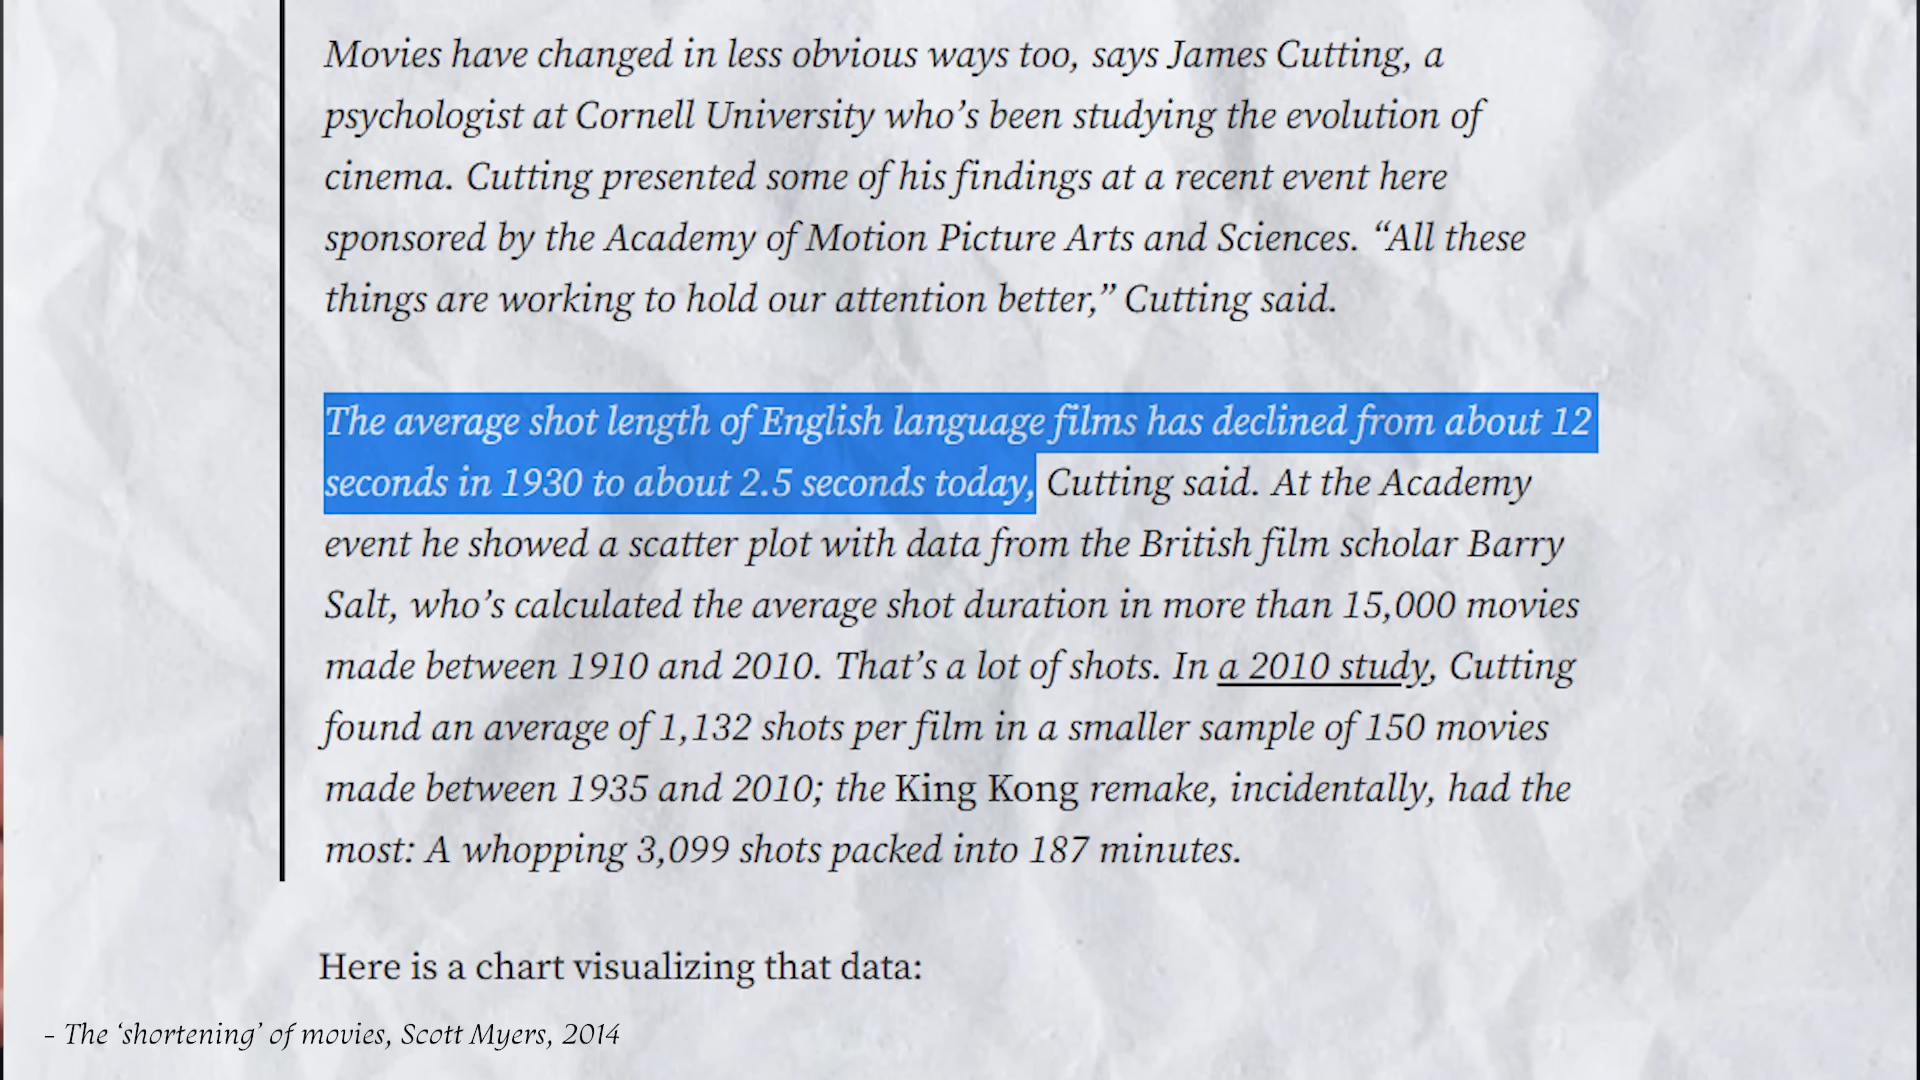 Movies have changed in less obvious ways too, says James Cutting, a
psychologist at Cornell University who’s been studying the evolution of
cinema. Cutting presented some of his findings at a recent event here
sponsored by the Academy of Motion Picture Arts and Sciences. “All these
things are working to hold our attention better,” Cutting said.
The average shot length of English language films has declined from about 12
seconds in 1930 to about 2.5 seconds today, Cutting said. At the Academy
event he showed a scatter plot with data from the British film scholar Barry
Salt, who’s calculated the average shot duration in more than 15,000 movies
made between 1910 and 2010. That’s a lot of shots. In a 2010 study, Cutting
found an average of 1,132 shots per film in a smaller sample of 150 movies
made between 1935 and 2010; the King Kong remake, incidentally, had the
most: A whopping 3,099 shots packed into 187 minutes.
Here is a chart visualizing that data:
– The ‘shortening’ of movies, Scott Myers, 2014